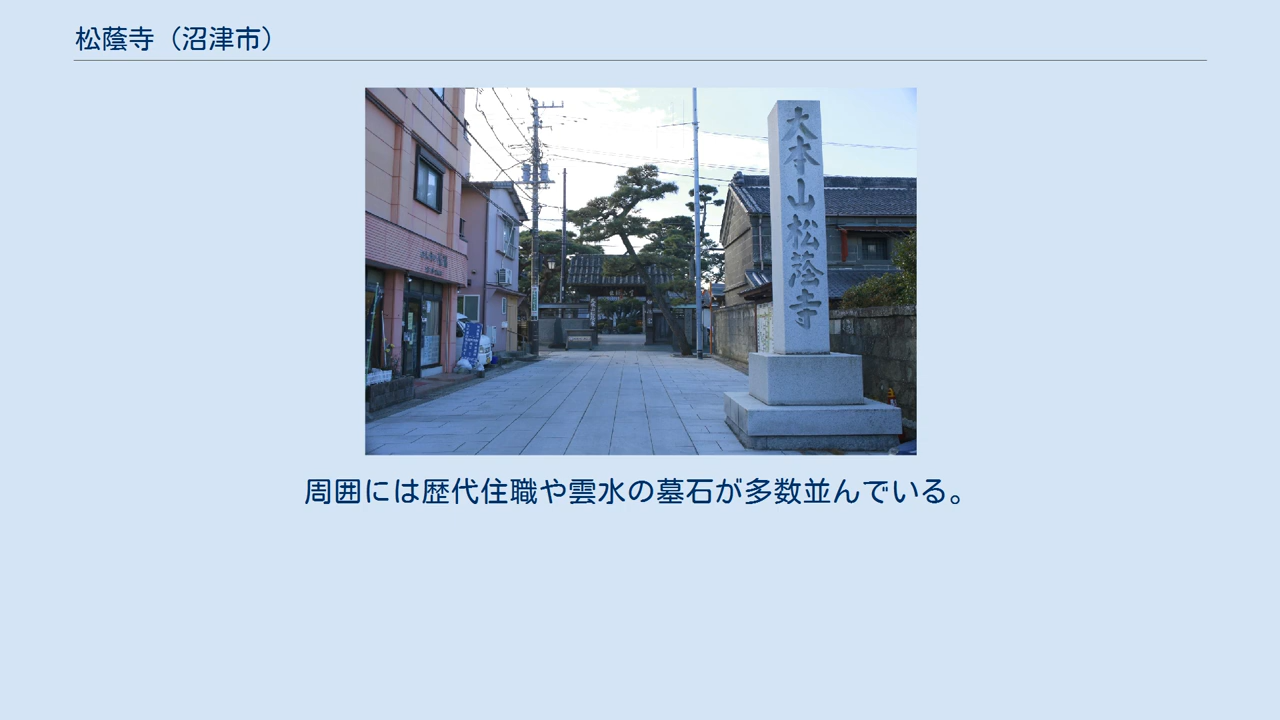 松蔭寺（沼津市）
大本山松蔭寺
周囲には歴代住職や雲水の墓石が多数並んでいる。